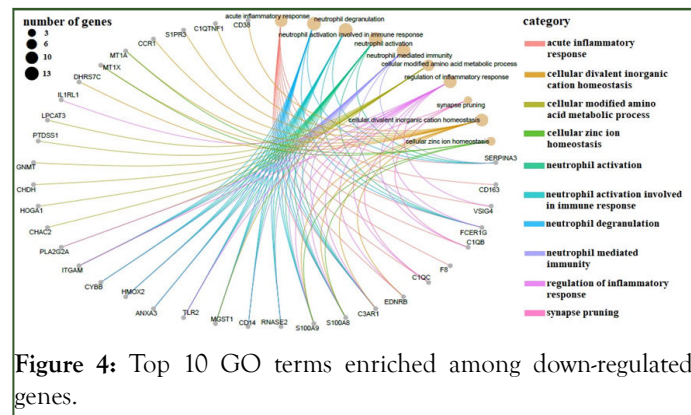 number of genes
3
6
10
13
acute inflammatory response
neutrophil degranulation
neutrophil activation involved in immune response
neutrophil activation
neutrophil mediated immunity
cellular modified amino acid metabolic process
regulation of inflammatory response
synapse pruning
cellular divalent inorganic cation homeostasis
cellular zinc ion homeostasis
SERPINA3
CD163
VSIG4
FCER1G
C1QB
F8
C1QC
EDNRB
C3AR1
S100A8
S100A9
RNASE2
CD14
MGST1
TLR2
ANXA3
HMOX2
CYBB
ITGAM
PLA2G2A
CHAC2
HOGA1
CHDH
GNMT
PTDSS1
LPCAT3
IL1RL1
DHRS7C
MT1X
MT1A
CCR1
S1PR3
C1QTNF1
CD38
category
acute inflammatory
response
cellular divalent inorganic
cation homeostasis
cellular modified amino
acid metabolic process
cellular zinc ion
homeostasis
neutrophil activation
neutrophil activation involved
in immune response
neutrophil degranulation
neutrophil mediated
immunity
regulation of inflammatory
response
synapse pruning
Figure 4: Top 10 GO terms enriched among down-regulated
genes.